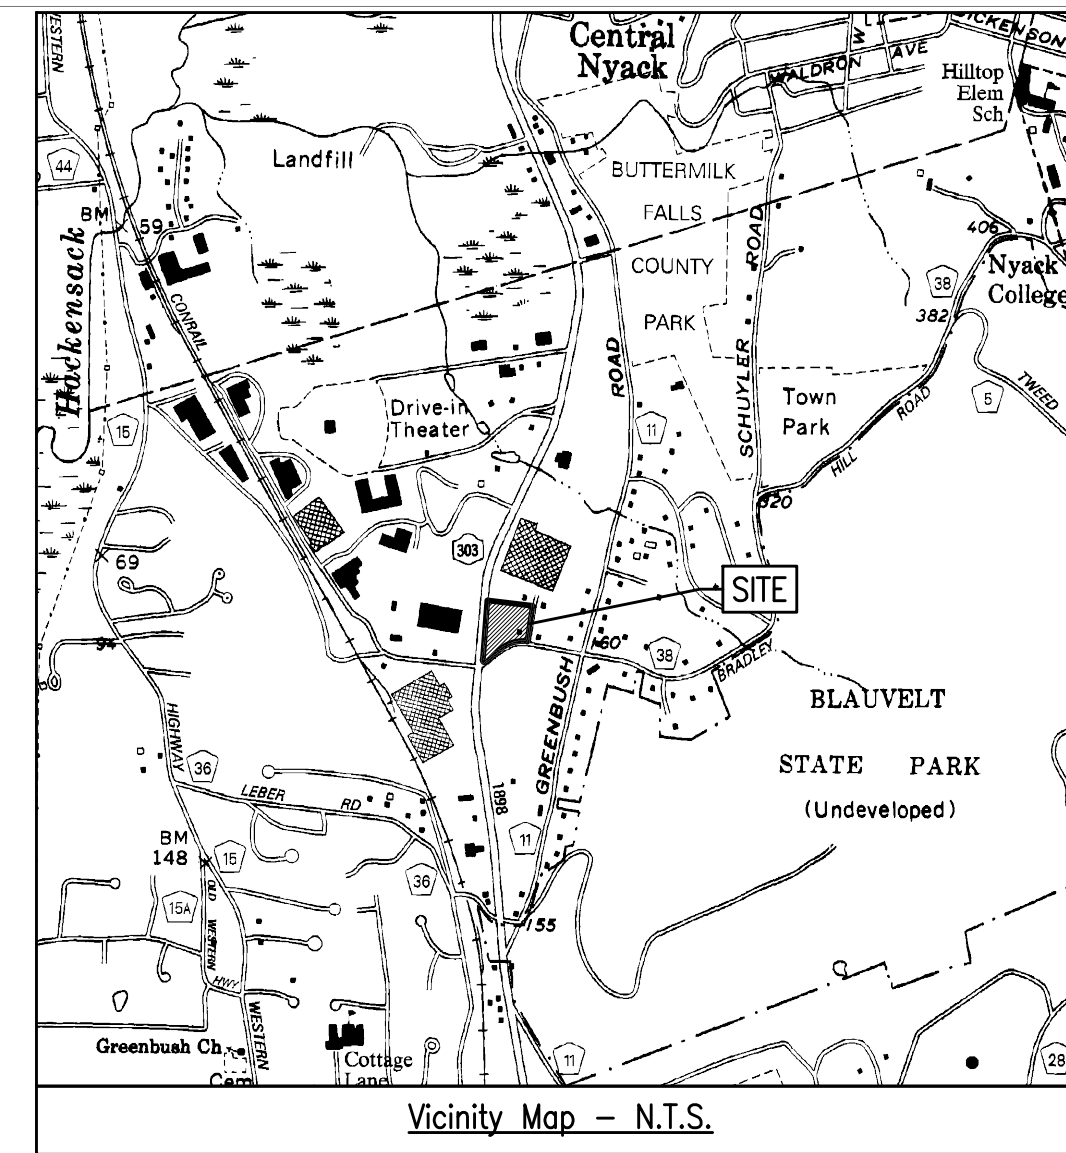 Central
Nyack
DICKENSON
W
WALDRON AVE
Hilltop
Elem
Sch
WESTERN
Landfill
44
BUTTERMILK
FALLS
COUNTY
PARK
BM
59
406
Hackensack
CONRAIL
ROAD
38
Nyack
College
382
ROAD
SCHUYLER
TWEED
5
Drive-in
Theater
Town
Park
ROAD
HILL
15
11
320
303
69
SITE
94
160
38
BRADLEY
GREENBUSH
BLAUVELT
STATE PARK
(Undeveloped)
HIGHWAY
36
LEBER RD
1898
11
BM
148
15
36
15A
OLD WESTERN
HWY
155
WESTERN
Greenbush Ch
Cem
Cottage
Lane
11
28
Vicinity Map - N.T.S.